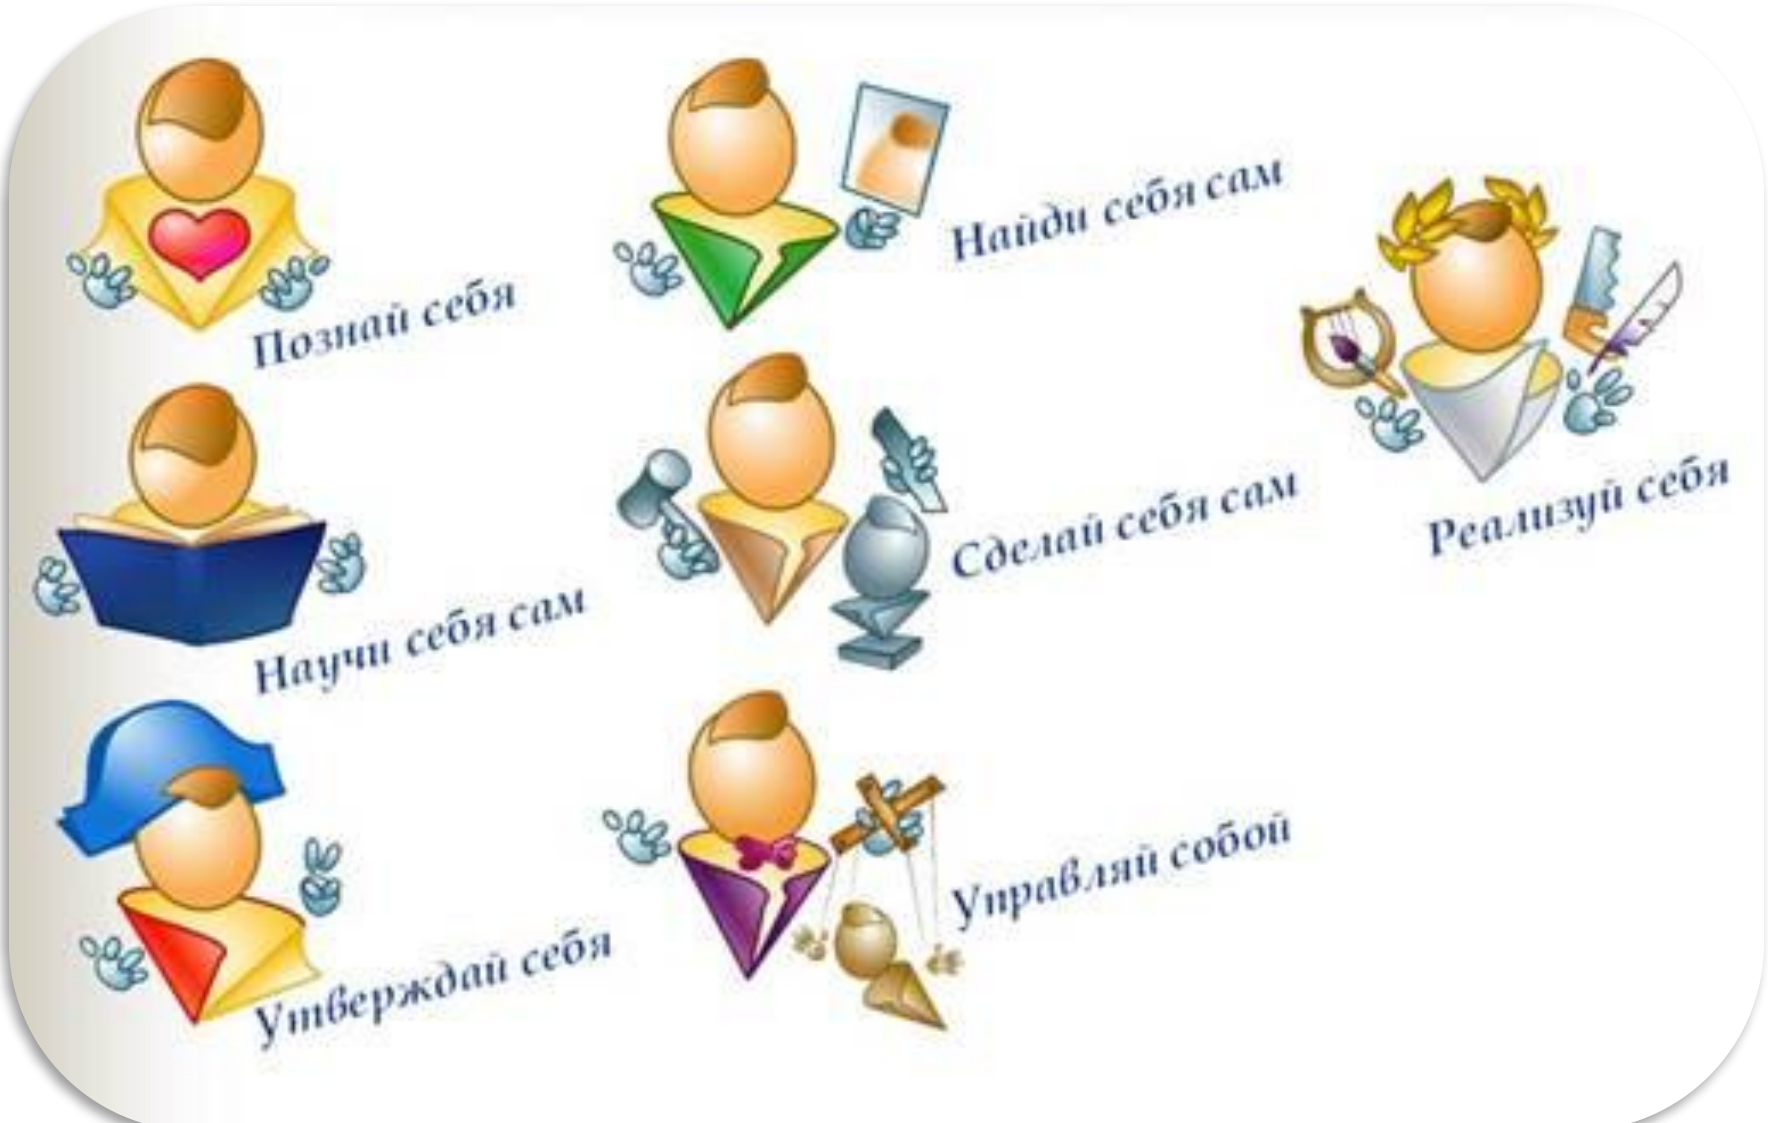 Познай себя
Научи себя сам
Утверждай себя
Найди себя сам
Сделай себя сам
Управляй собой
Реализуй себя